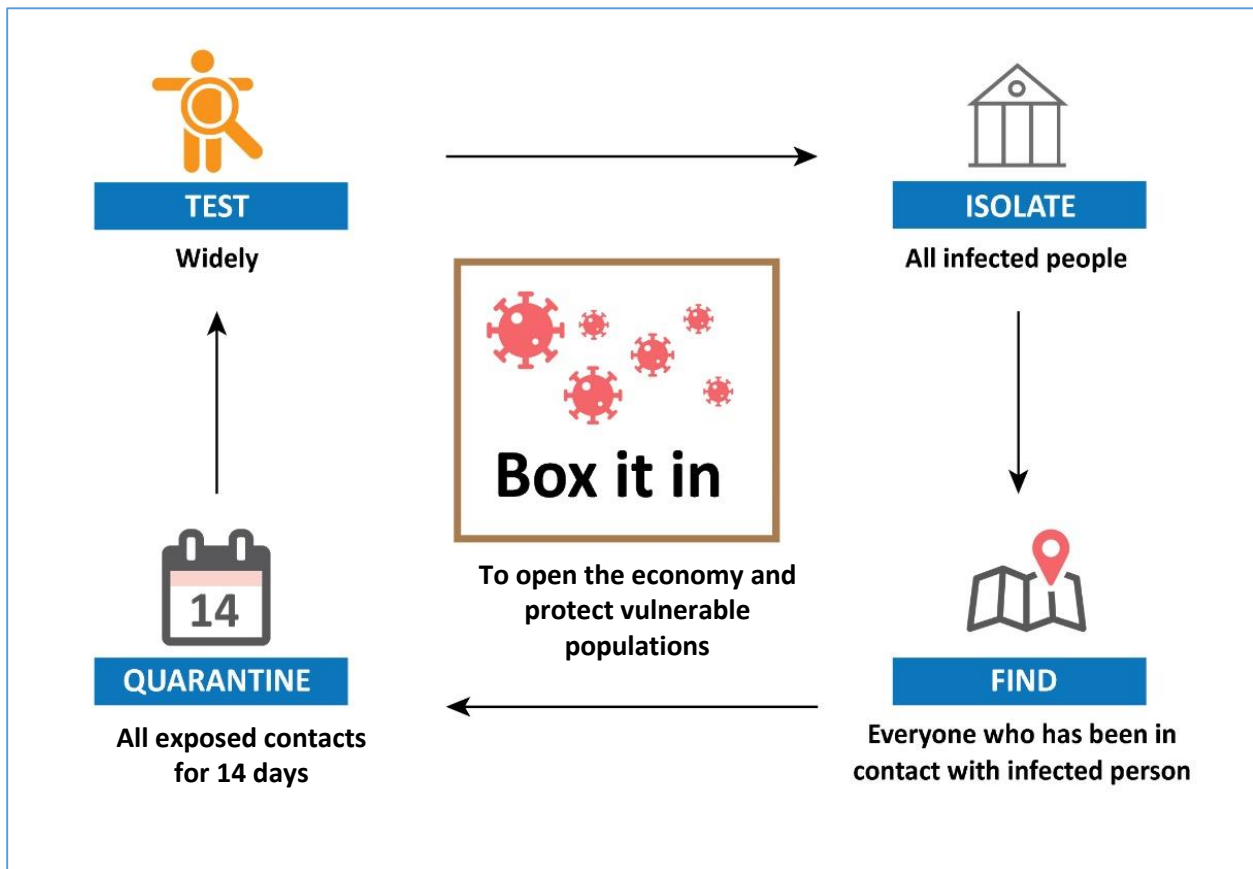 TEST
Widely
ISOLATE
All infected people
Box it in
To open the economy and
protect vulnerable
populations
14
QUARANTINE
All exposed contacts
for 14 days
FIND
Everyone who has been in
contact with infected person